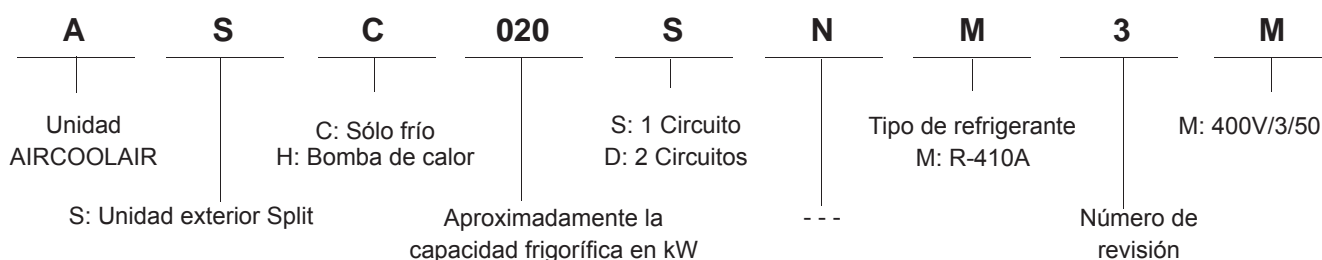 A S C 020 S N M 3 M
Unidad
AIRCOOLAIR
C: Sólo frío
H: Bomba de calor
S: 1 Circuito
D: 2 Circuitos
Tipo de refrigerante
M: R-410A
M: 400V/3/50
S: Unidad exterior Split
Aproximadamente la
capacidad frigorífica en kW
- - -
Número de
revisión